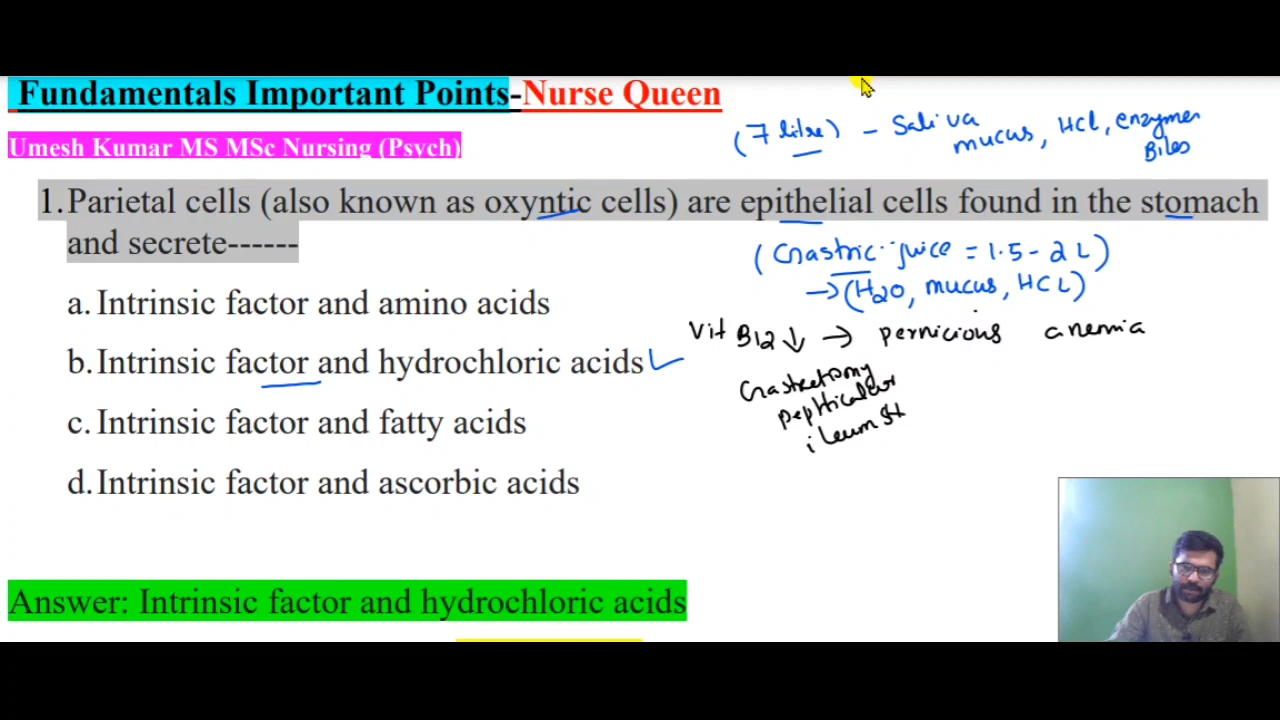 Fundamentals Important Points-Nurse Queen
(7 litre) - Saliva
mucus, HCl, enzymes
Biles
Umesh Kumar MS MSc Nursing (Psych)
1. Parietal cells (also known as oxyntic cells) are epithelial cells found in the stomach
and secrete------
(Gastric juice = 1.5 - 2 L)
→ (H20, mucus, HCL)
a. Intrinsic factor and amino acids
Vit B12 ↓ → pernicious anemia
b. Intrinsic factor and hydrochloric acids ✓
Gastrectomy
ileum
c. Intrinsic factor and fatty acids
d. Intrinsic factor and ascorbic acids
Answer: Intrinsic factor and hydrochloric acids